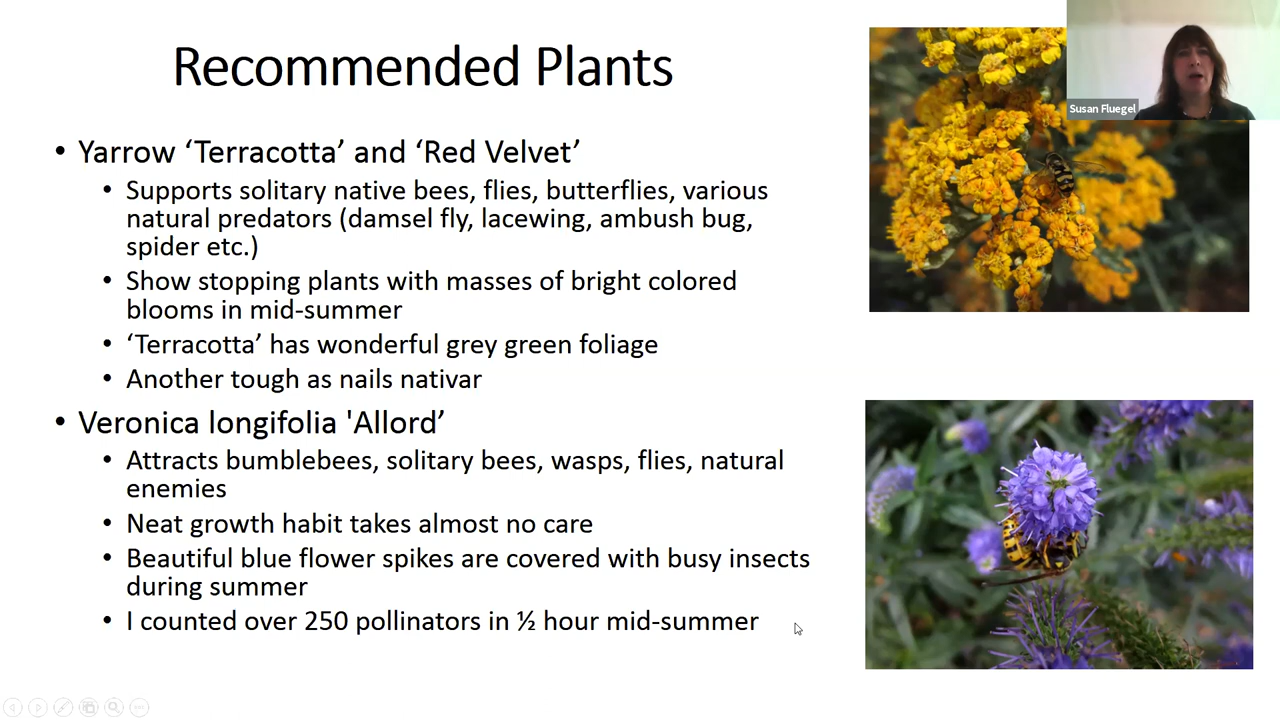 Recommended Plants
Susan Fluegel
• Yarrow ‘Terracotta’ and ‘Red Velvet’
• Supports solitary native bees, flies, butterflies, various
natural predators (damsel fly, lacewing, ambush bug,
spider etc.)
• Show stopping plants with masses of bright colored
blooms in mid-summer
• ‘Terracotta’ has wonderful grey green foliage
• Another tough as nails nativar
• Veronica longifolia 'Allord’
• Attracts bumblebees, solitary bees, wasps, flies, natural
enemies
• Neat growth habit takes almost no care
• Beautiful blue flower spikes are covered with busy insects
during summer
• I counted over 250 pollinators in ½ hour mid-summer